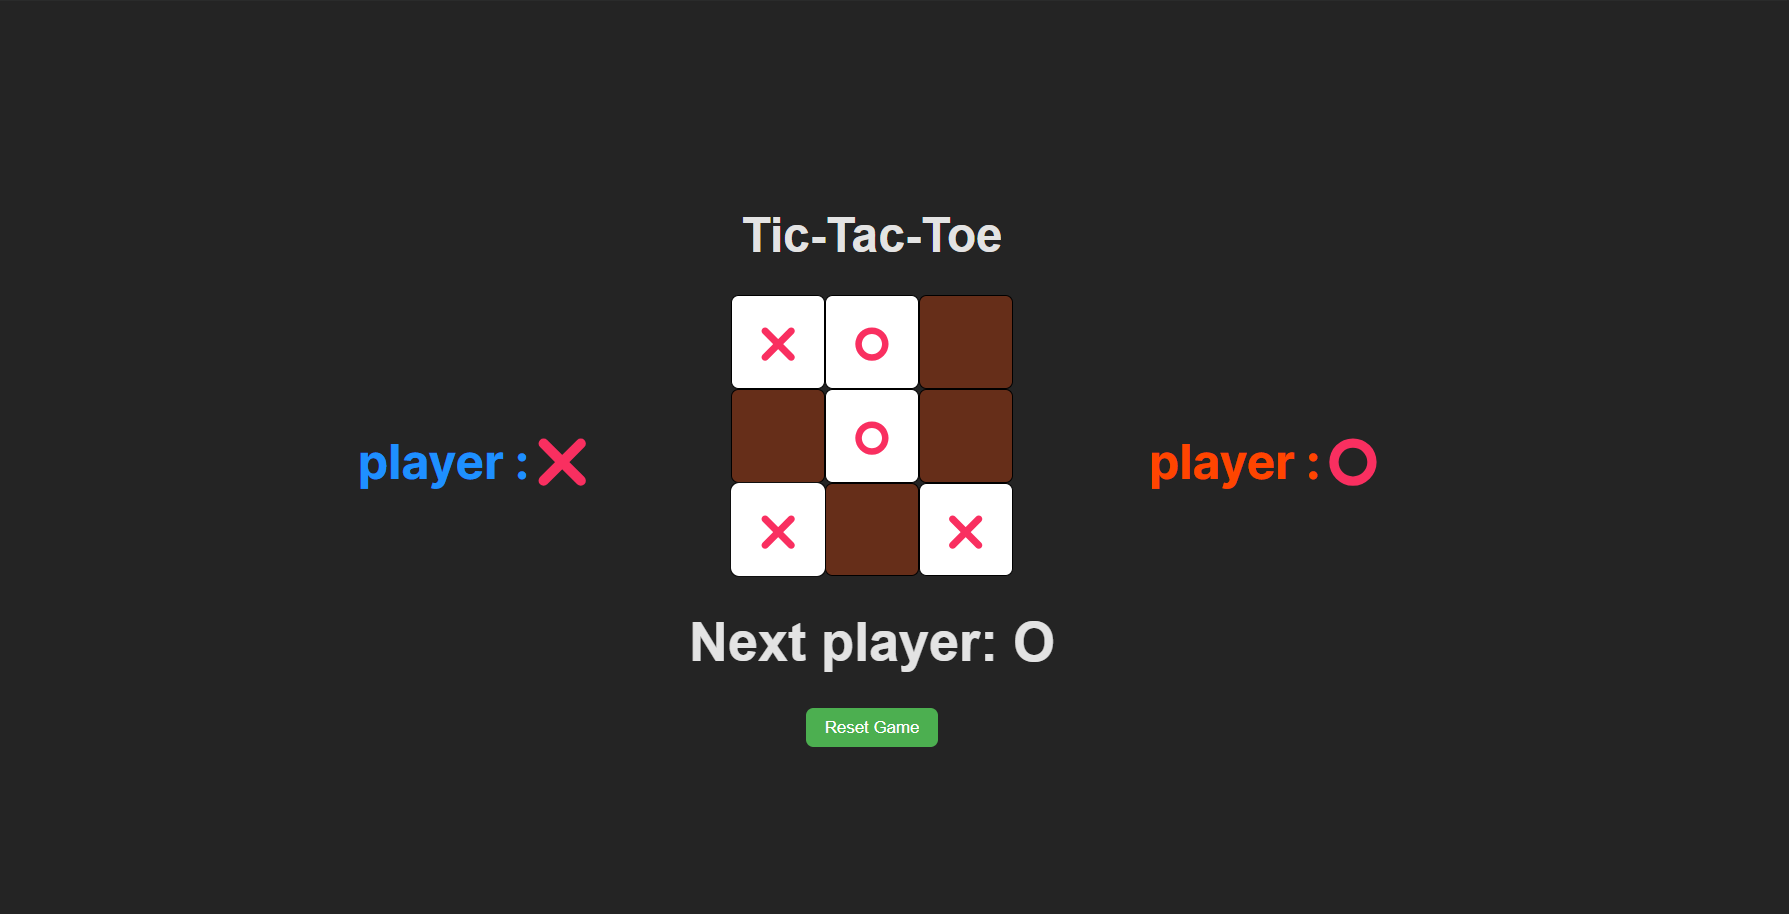 Tic-Tac-Toe
X O
O
X X
player : X
player : O
Next player: O
Reset Game